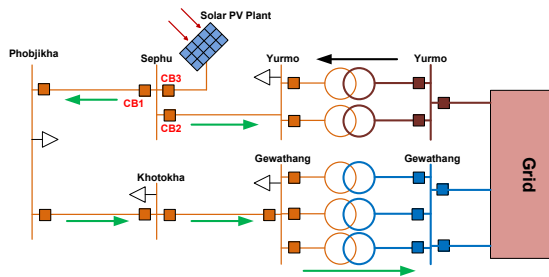 Solar PV Plant
Phobjikha
Sephu
Yurmo
Yurmo
CB3
CB1
CB2
Grid
Khotokha
Gewathang
Gewathang